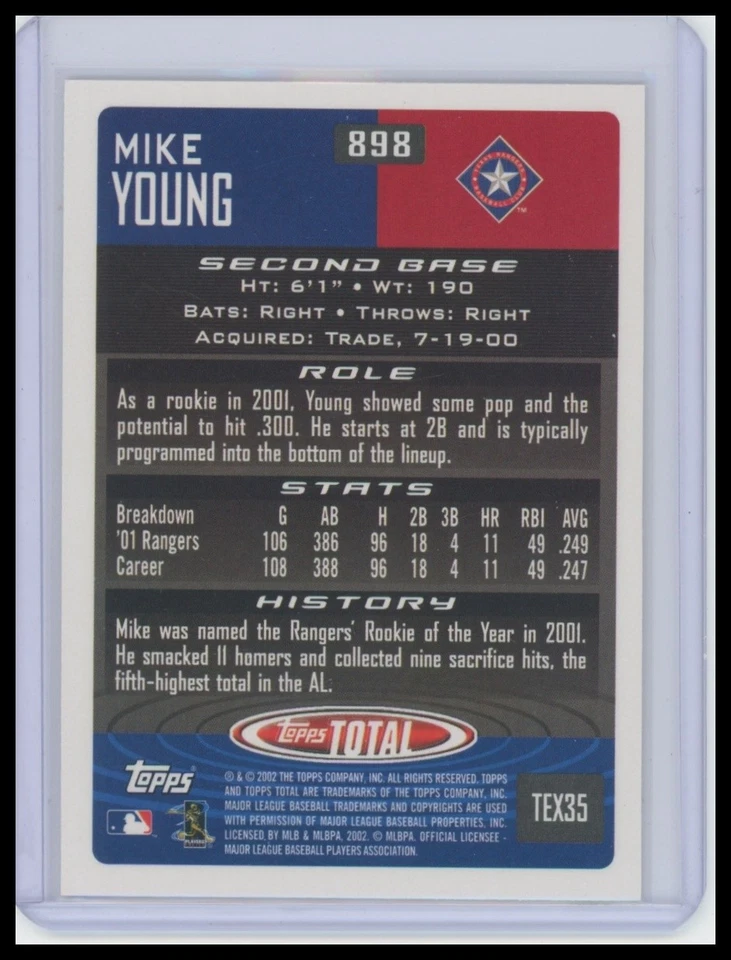 898
MIKE
YOUNG
TEXAS RANGERS
BASEBALL CLUB
TM
SECOND BASE
HT: 6'1" • WT: 190
BATS: RIGHT • THROWS: RIGHT
ACQUIRED: TRADE, 7-19-00
ROLE
As a rookie in 2001, Young showed some pop and the
potential to hit .300. He starts at 2B and is typically
programmed into the bottom of the lineup.
STATS
Breakdown G AB H 2B 3B HR RBI AVG
'01 Rangers 106 386 96 18 4 11 49 .249
Career 108 388 96 18 4 11 49 .247
HISTORY
Mike was named the Rangers' Rookie of the Year in 2001.
He smacked 11 homers and collected nine sacrifice hits, the
fifth-highest total in the AL.
Topps TOTAL
Topps
® & © 2002 THE TOPPS COMPANY, INC. ALL RIGHTS RESERVED. TOPPS
AND TOPPS TOTAL ARE TRADEMARKS OF THE TOPPS COMPANY, INC.
MAJOR LEAGUE BASEBALL TRADEMARKS AND COPYRIGHTS ARE USED
WITH PERMISSION OF MAJOR LEAGUE BASEBALL PROPERTIES, INC.
LICENSED, BY MLB & MLBPA, 2002. © MLBPA. OFFICIAL LICENSEE -
MAJOR LEAGUE BASEBALL PLAYERS ASSOCIATION.
TEX35